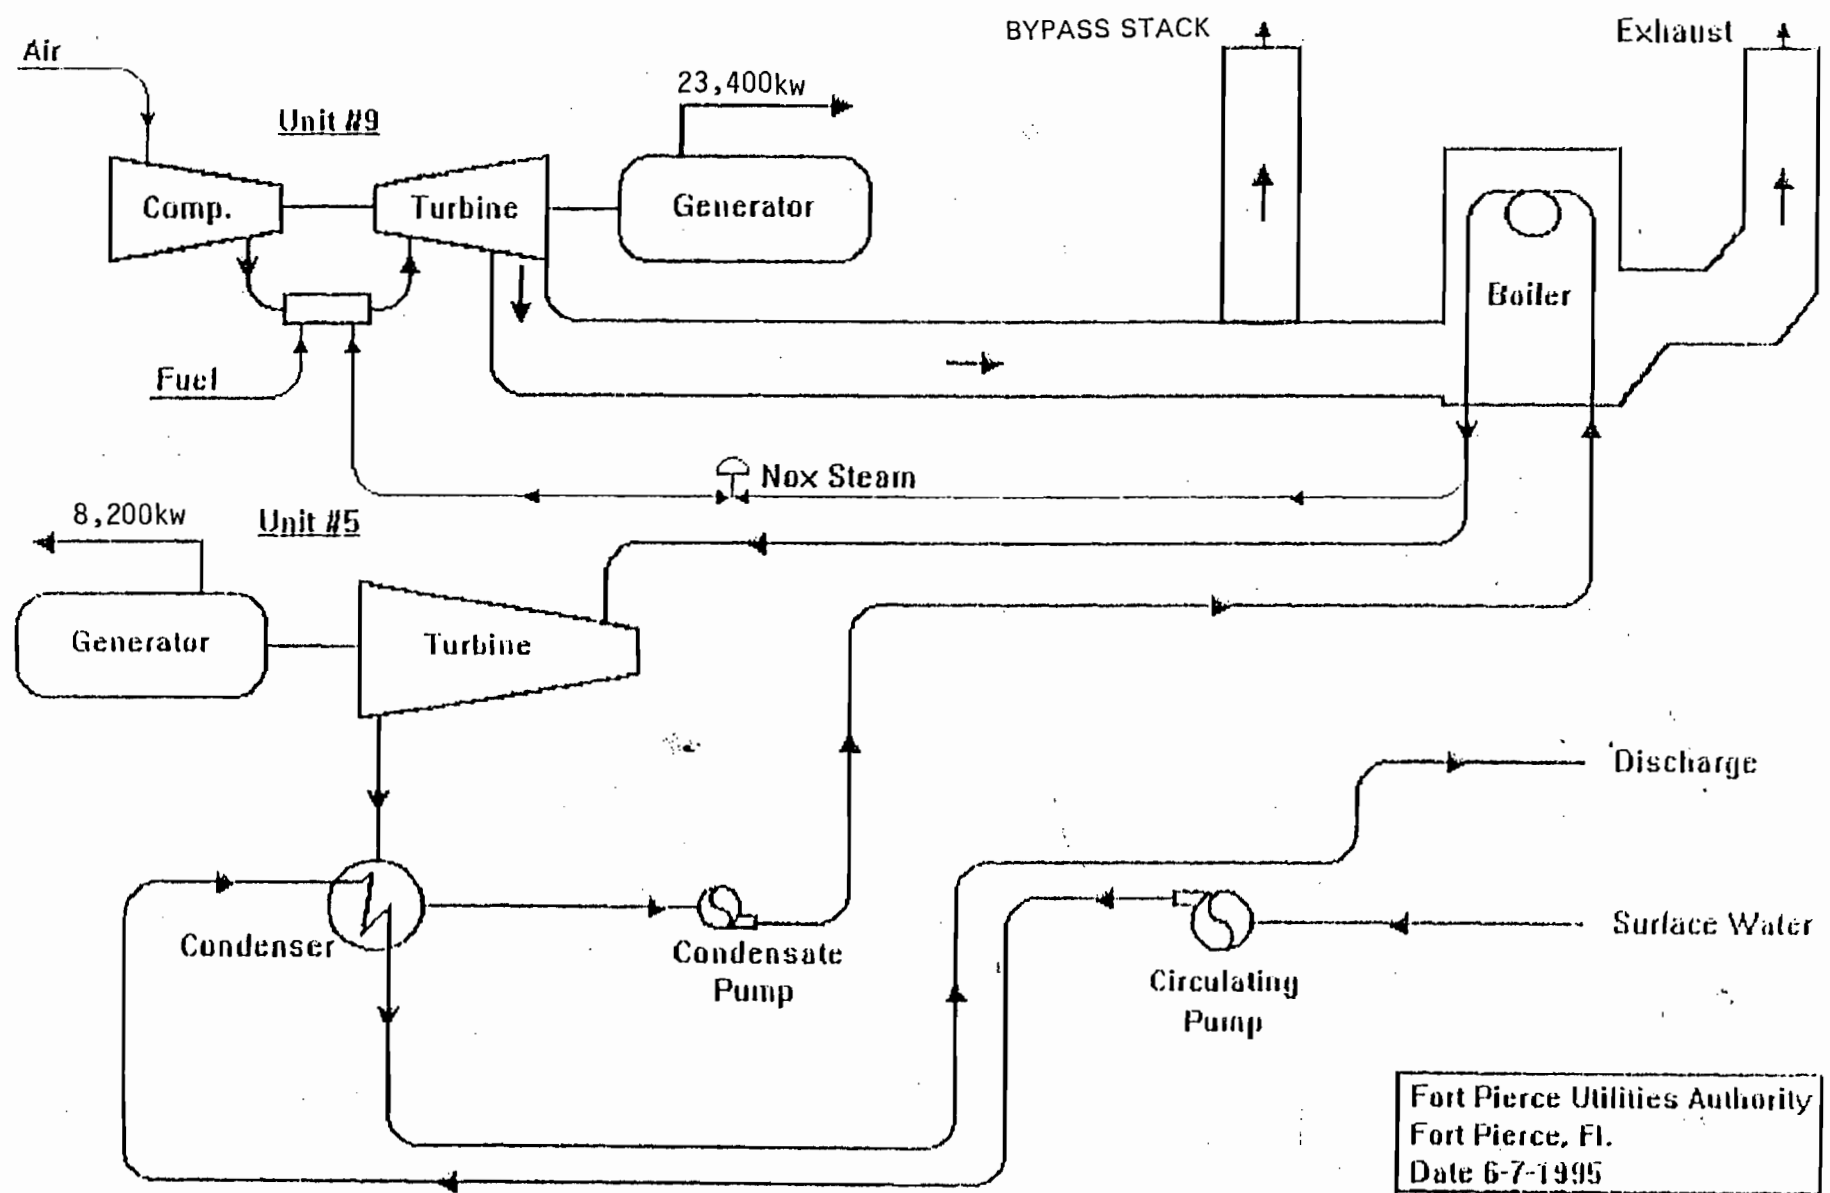 BYPASS STACK
Exhaust
Air
23,400kw
Unit #9
Comp.
Turbine
Generator
Boiler
Fuel
Nox Steam
8,200kw
Unit #5
Generator
Turbine
Discharge
Condenser
Condensate
Pump
Surface Water
Circulating
Pump
Fort Pierce Utilities Authority
Fort Pierce, Fl.
Date 6-7-1995